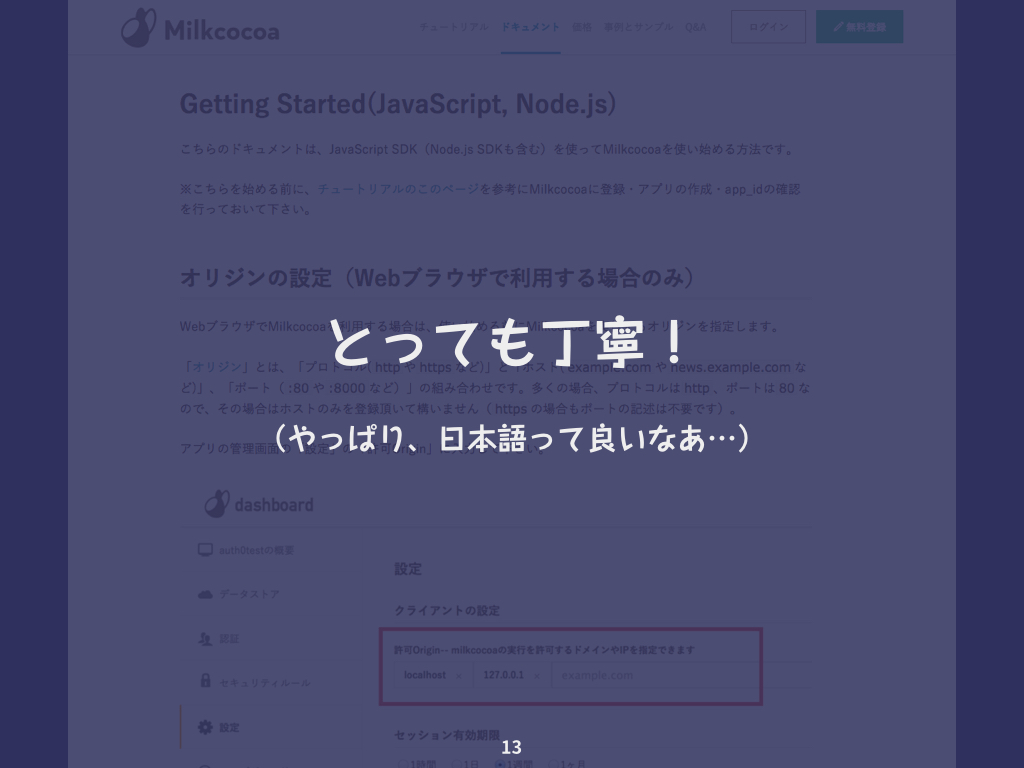 Milkcocoa
チュートリアル ドキュメント 価格 事例とサンプル Q&A ログイン 無料登録
Getting Started(JavaScript, Node.js)
こちらのドキュメントは、JavaScript SDK（Node.js SDKも含む）を使ってMilkcocoaを使い始める方法です。
※こちらを始める前に、チュートリアルのこのページを参考にMilkcocoaに登録・アプリの作成・app_idの確認
を行っておいて下さい。
オリジンの設定（Webブラウザで利用する場合のみ）
WebブラウザでMilkcocoaを利用する場合は、 オリジンを指定します。
とっても丁寧！
「オリジン」とは、「プロトコル( http や https など)」と「ホスト( example.com や news.example.com な
ど)」、「ポート（ :80 や :8000 など）」の組み合わせです。多くの場合、プロトコルは http 、ポートは 80 な
ので、その場合はホストのみを登録頂いて構いません（ https の場合もポートの記述は不要です）。
（やっぱり、日本語って良いなあ…）
アプリの管理画面の「設定」の「許可Origin」に
dashboard
auth0testの概要
設定
データストア
クライアントの設定
認証
許可Origin-- milkcocoaの実行を許可するドメインやIPを指定できます
localhost × 127.0.0.1 × example.com
セキュリティルール
設定
セッション有効期限
13
1時間 1日 1週間 1ヶ月